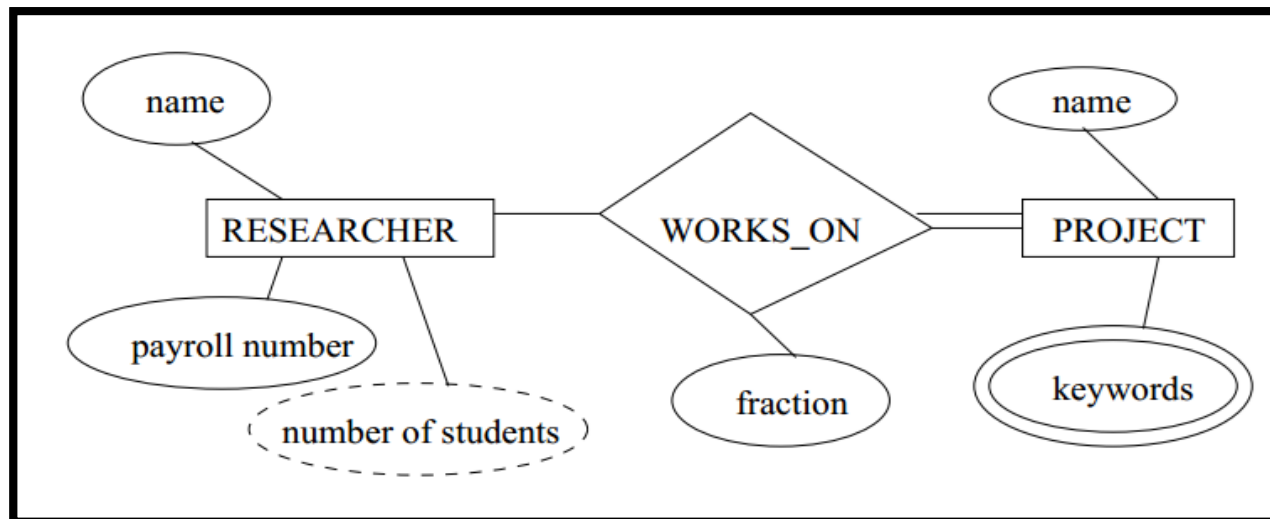 name
name
RESEARCHER
WORKS_ON
PROJECT
payroll number
fraction
keywords
number of students